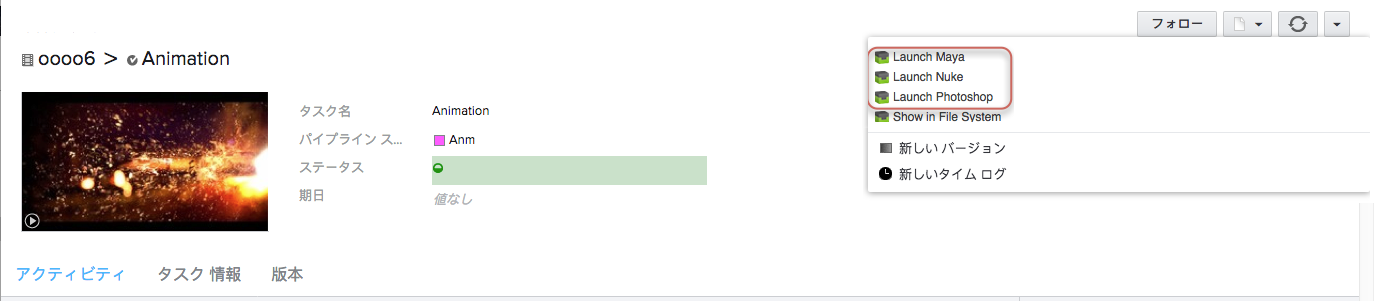 フォロー
oooo6 > Animation
Launch Maya
Launch Nuke
Launch Photoshop
Show in File System
新しい バージョン
新しいタイム ログ
タスク名 Animation
パイプライン ス... Anm
ステータス
期日 値なし
アクティビティ タスク 情報 版本